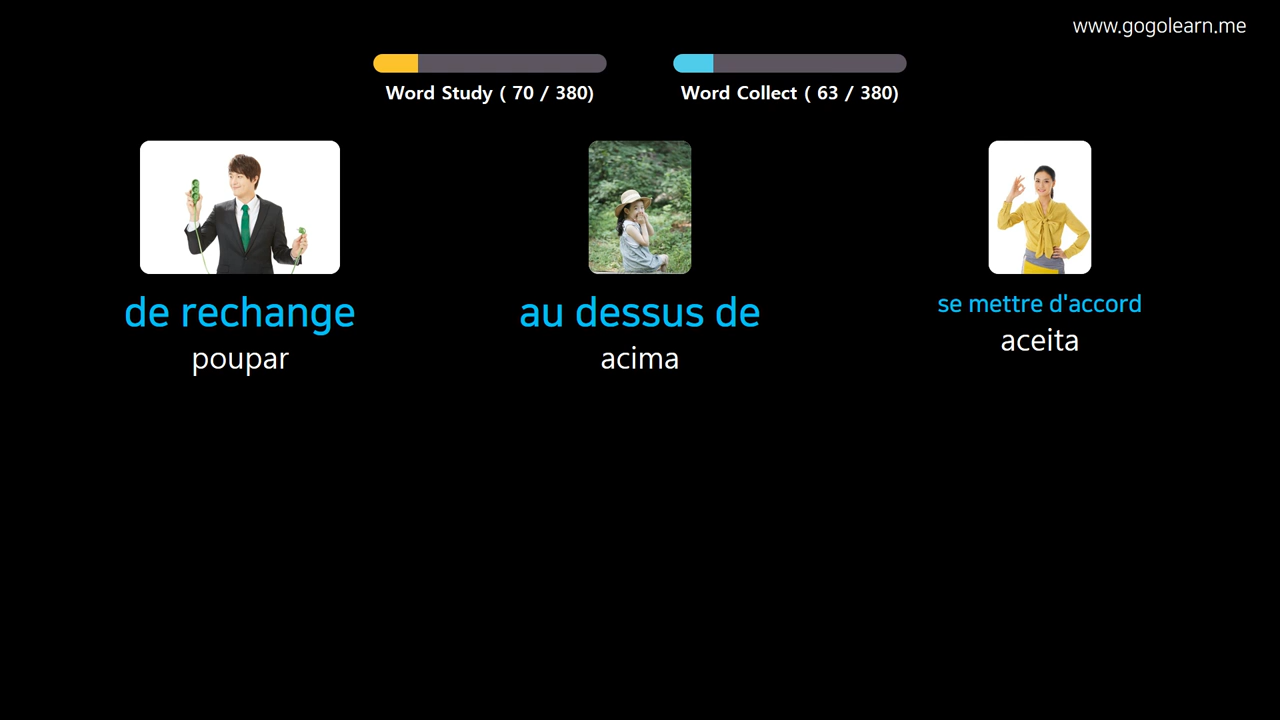 www.gogolearn.me
Word Study ( 70 / 380)
Word Collect ( 63 / 380)
de rechange
poupar
au dessus de
acima
se mettre d'accord
aceita